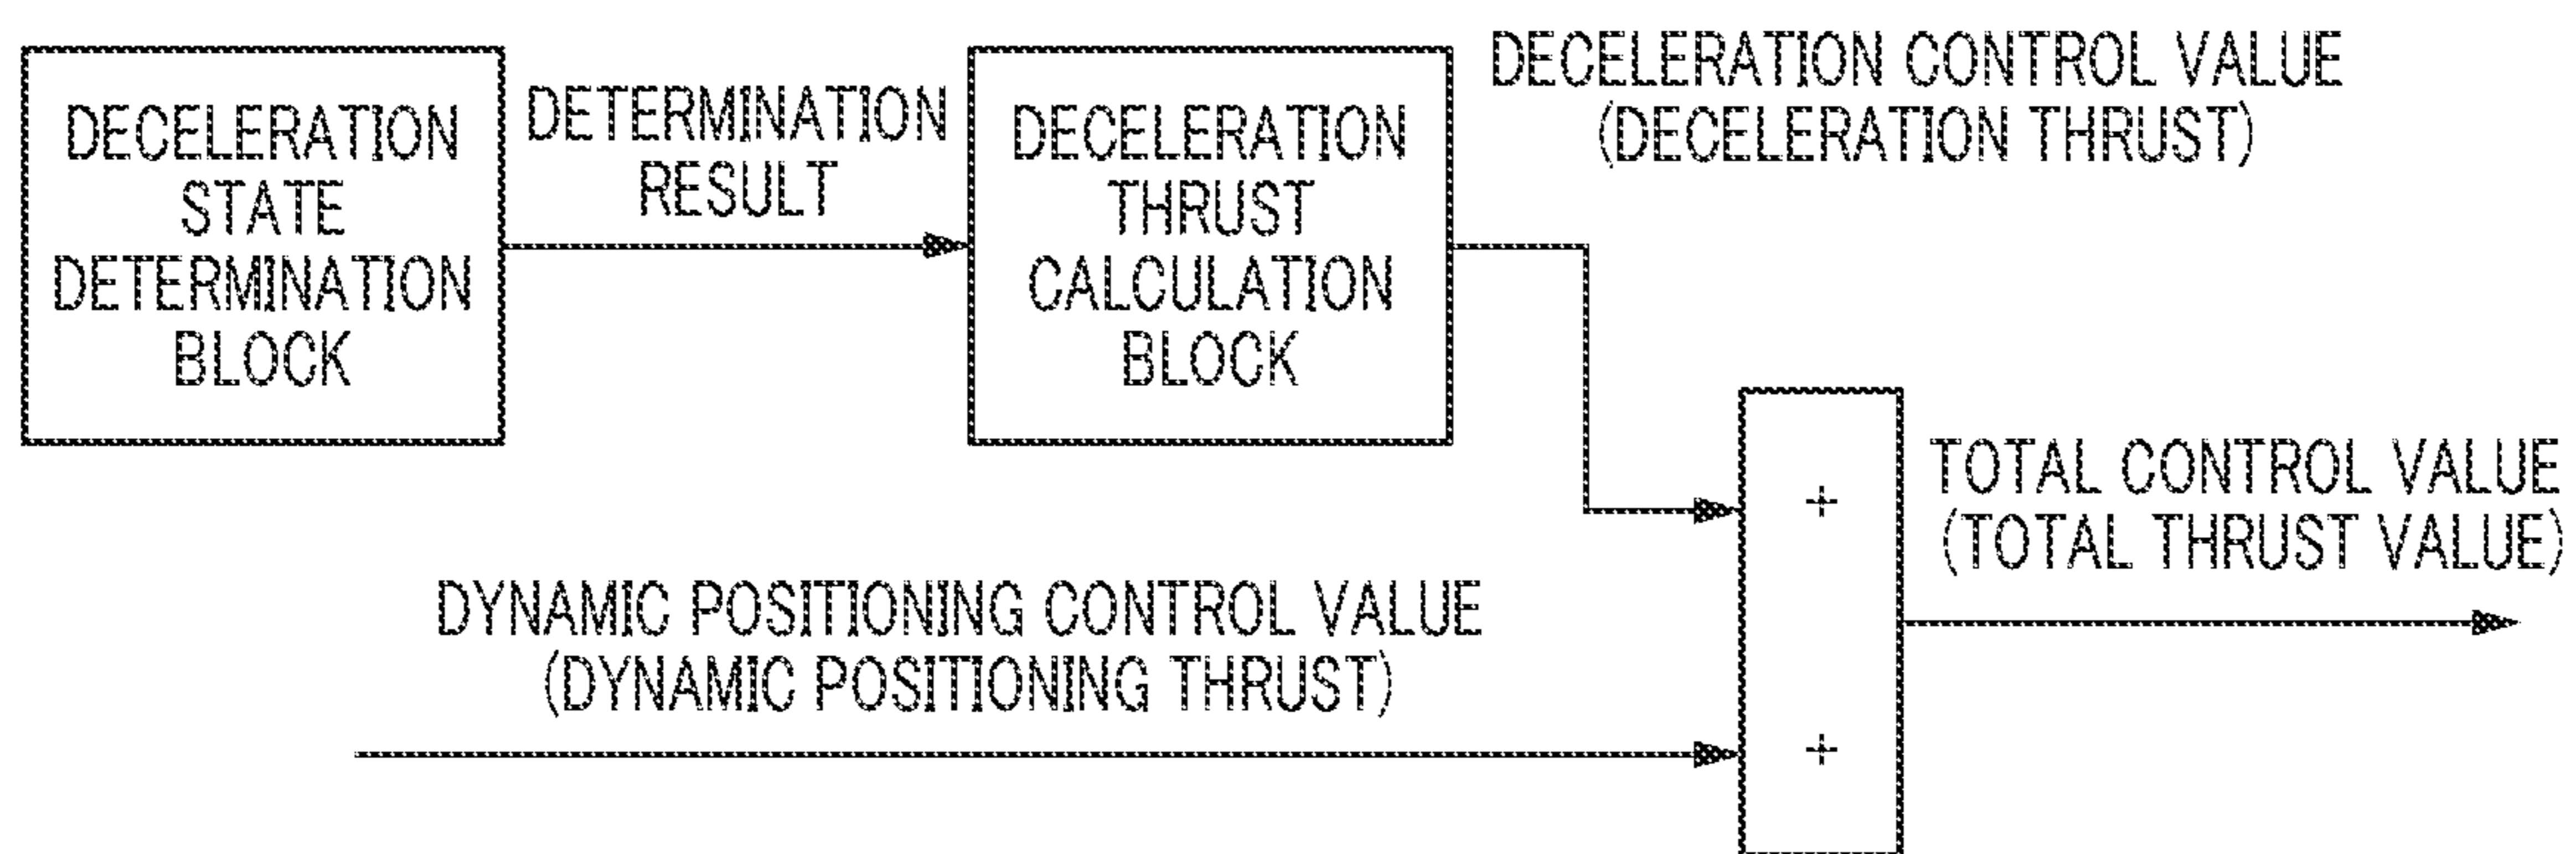 DECELERATION
STATE
DETERMINATION
BLOCK
DETERMINATION
RESULT
DECELERATION
THRUST
CALCULATION
BLOCK
DECELERATION CONTROL VALUE
(DECELERATION THRUST)
+
+
TOTAL CONTROL VALUE
(TOTAL THRUST VALUE)
DYNAMIC POSITIONING CONTROL VALUE
(DYNAMIC POSITIONING THRUST)